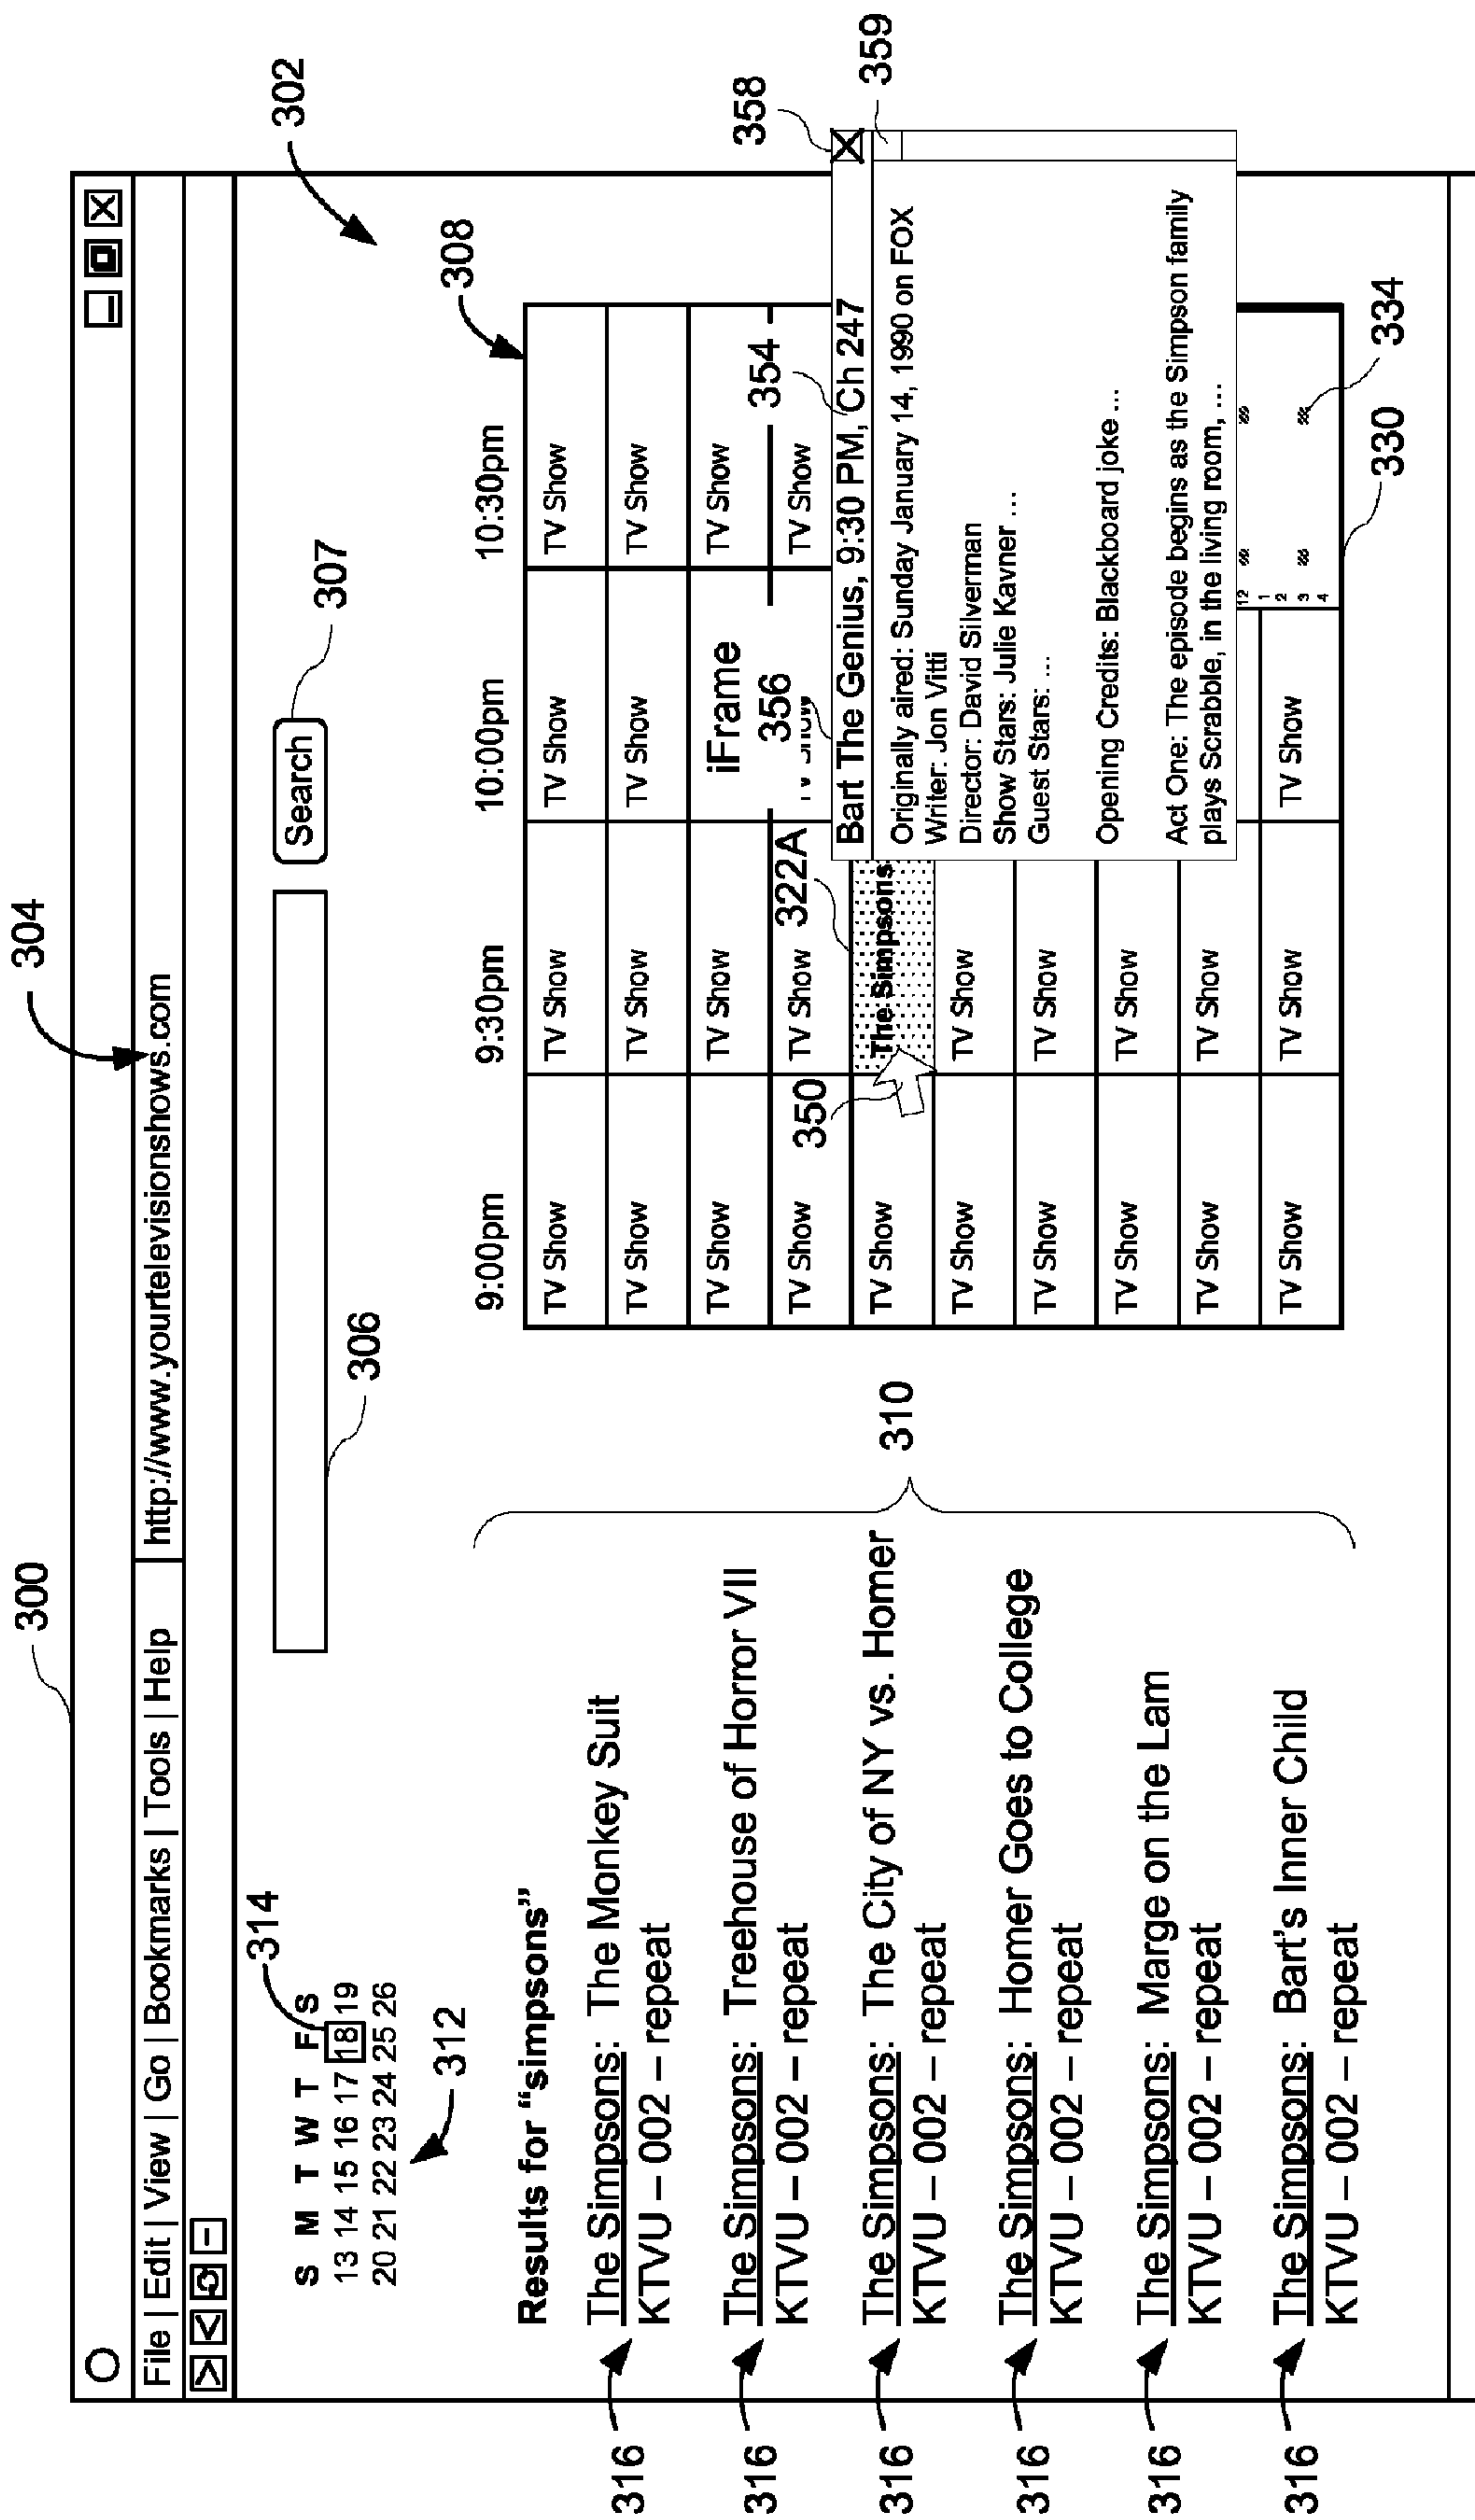 300
304
File | Edit | View | Go | Bookmarks | Tools | Help
http://www.yourtelevisionshows.com
302
314
S M T W T F S
13 14 15 16 17 18 19
20 21 22 23 24 25 26
312
Search
307
306
308
Results for “simpsons”
316 The Simpsons: The Monkey Suit
KTVU – 002 – repeat
316 The Simpsons: Treehouse of Horror VII
KTVU – 002 – repeat
316 The Simpsons: The City of NY vs. Homer
KTVU – 002 – repeat
316 The Simpsons: Homer Goes to College
KTVU – 002 – repeat
316 The Simpsons: Marge on the Lam
KTVU – 002 – repeat
316 The Simpsons: Bart's Inner Child
KTVU – 002 – repeat
310
9:00pm 9:30pm 10:00pm 10:30pm
TV Show TV Show TV Show TV Show
TV Show TV Show TV Show TV Show
TV Show TV Show iFrame TV Show
322A 356 354 358
TV Show TV Show TV Show TV Show
350
359
TV Show The Simpsons
TV Show TV Show
TV Show TV Show
TV Show TV Show
TV Show TV Show
TV Show TV Show TV Show
Bart The Genius, 9:30 PM, Ch 247
Originally aired: Sunday January 14, 1990 on FOX
Writer: Jon Vitti
Director: David Silverman
Show Stars: Julie Kavner ...
Guest Stars: ...
Opening Credits: Blackboard joke ...
Act One: The episode begins as the Simpson family
plays Scrabble, in the living room, ...
12
1
2
3
4
334
330